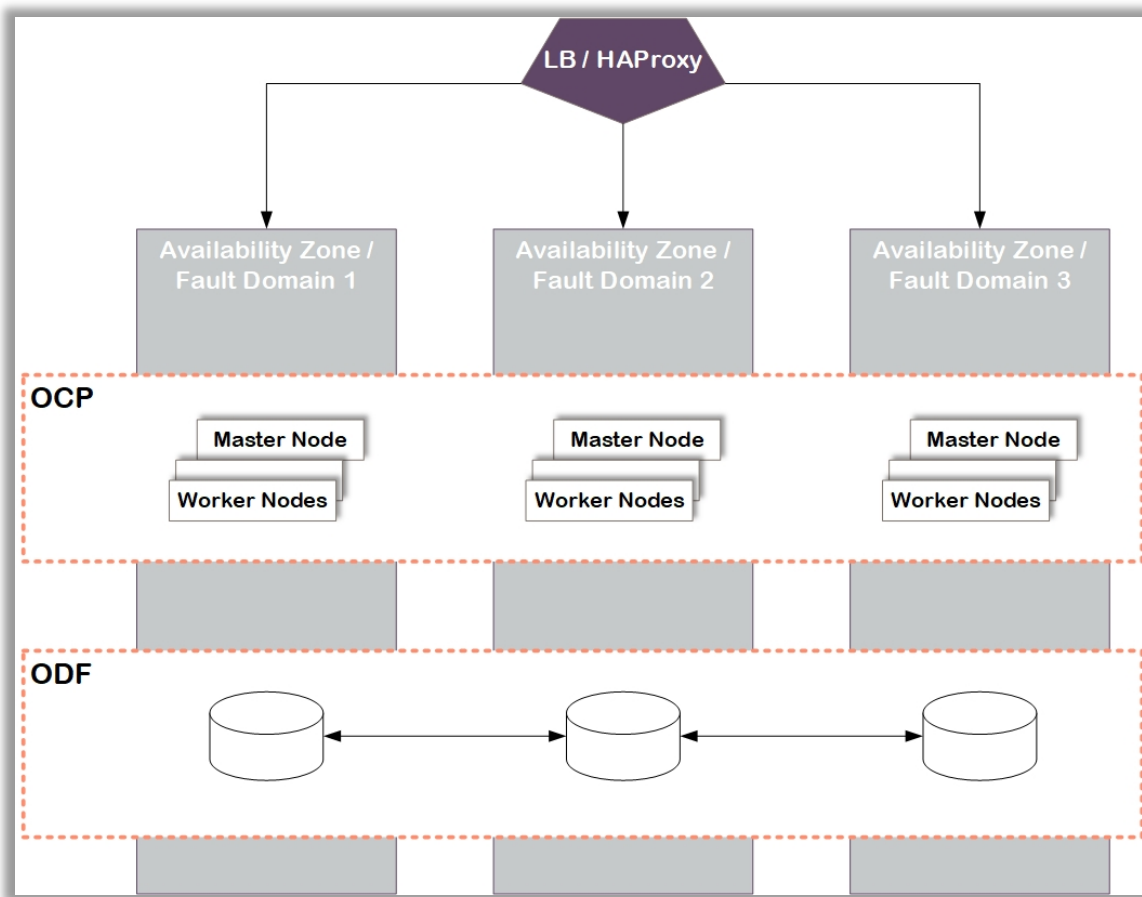 LB / HAProxy
Availability Zone /
Fault Domain 1
Availability Zone /
Fault Domain 2
Availability Zone /
Fault Domain 3
OCP
Master Node
Worker Nodes
Master Node
Worker Nodes
Master Node
Worker Nodes
ODF